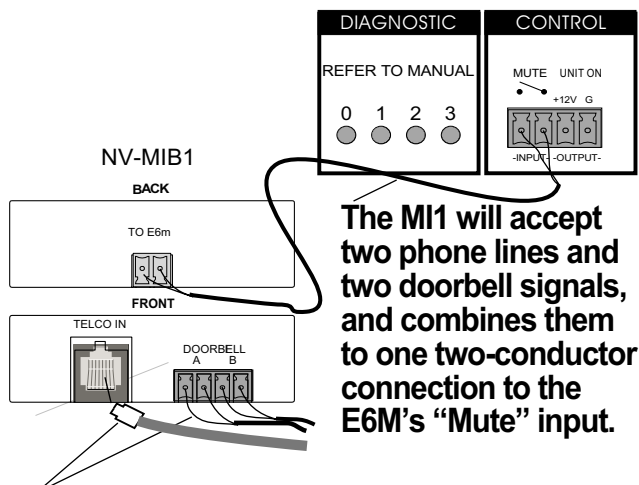 DIAGNOSTIC
REFER TO MANUAL
0 1 2 3
CONTROL
MUTE UNIT ON
+12V G
-INPUT- -OUTPUT-
NV-MIB1
BACK
TO E6m
FRONT
TELCO IN
DOORBELL
A B
The MI1 will accept
two phone lines and
two doorbell signals,
and combines them
to one two-conductor
connection to the
E6M’s “Mute” input.